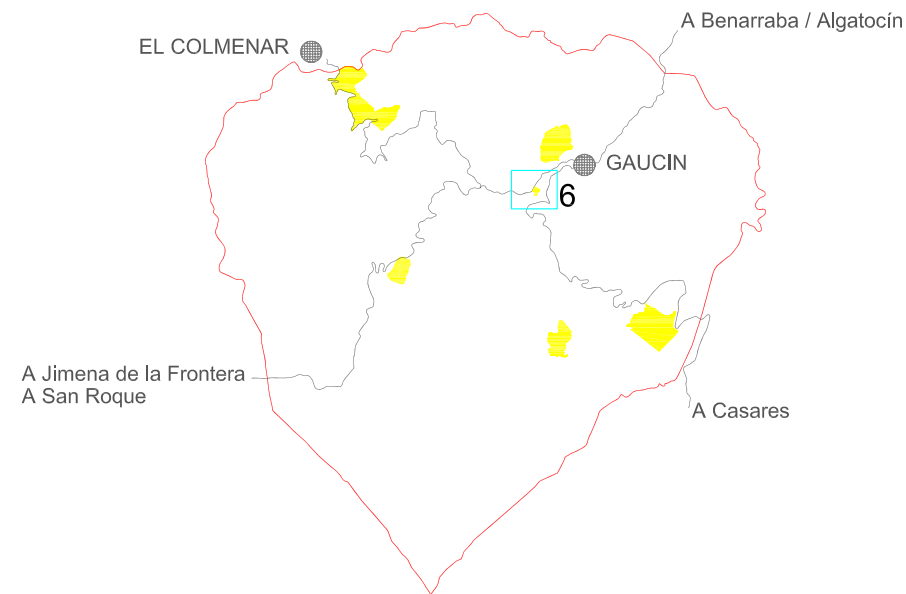 A Benarraba / Algatocín
EL COLMENAR
GAUCIN
6
A Jimena de la Frontera
A San Roque
A Casares